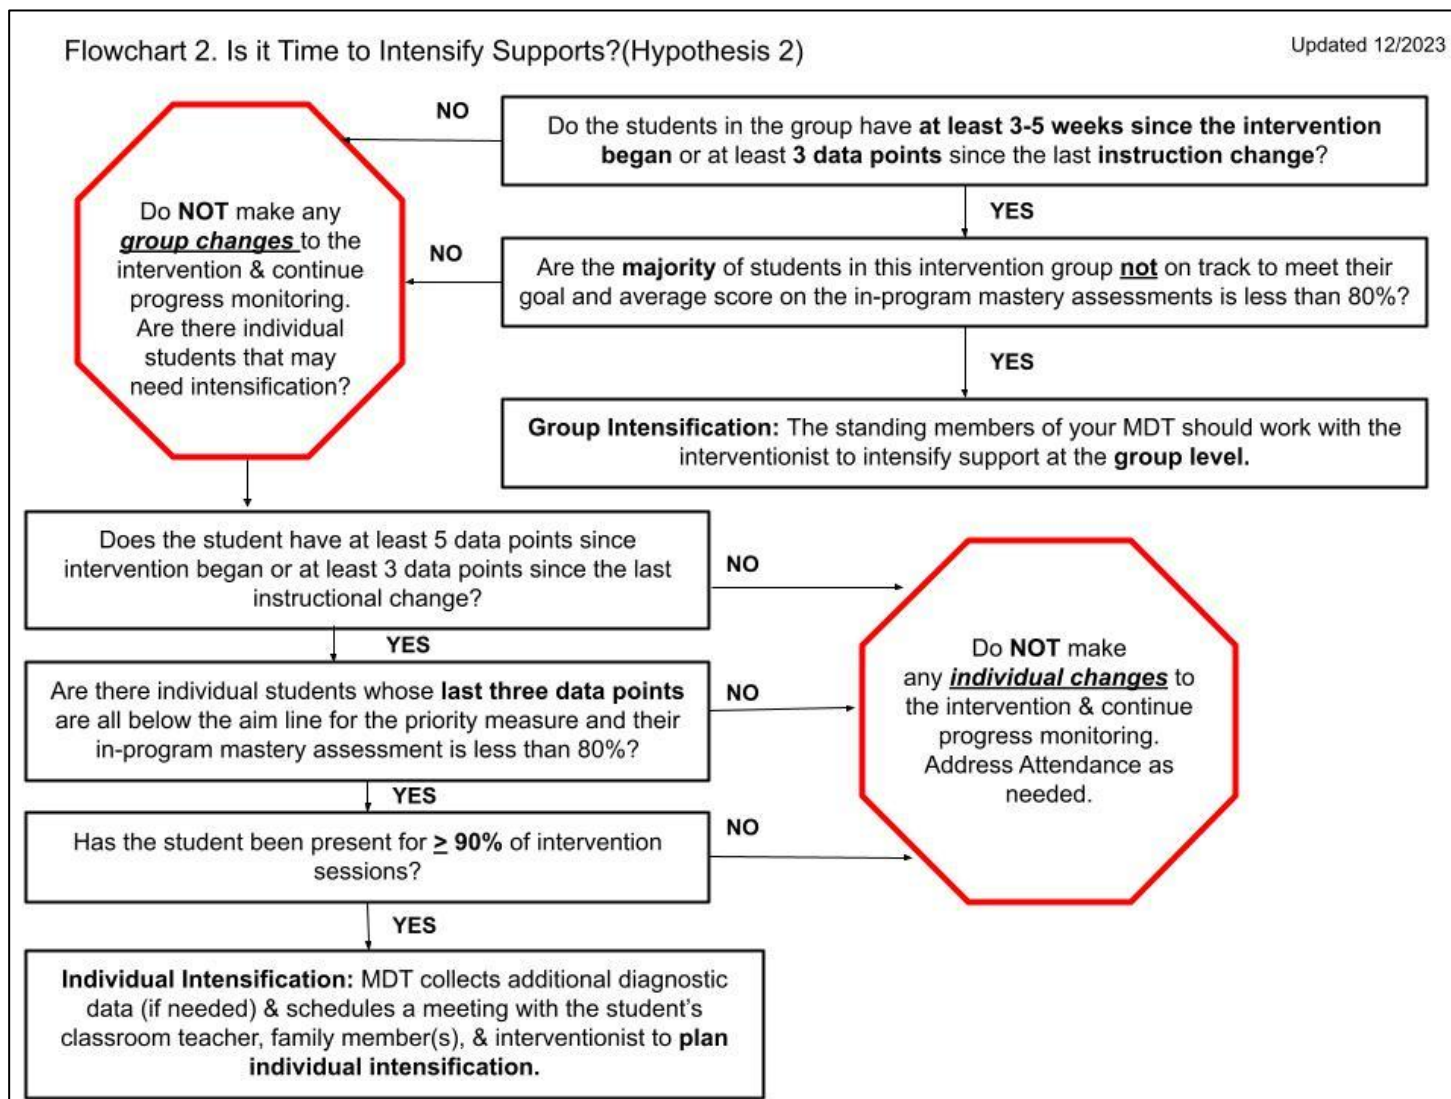 Flowchart 2. Is it Time to Intensify Supports?(Hypothesis 2)
Updated 12/2023
Do the students in the group have at least 3-5 weeks since the intervention
began or at least 3 data points since the last instruction change?
NO
YES
Do NOT make any
group changes to the
intervention & continue
progress monitoring.
Are there individual
students that may
need intensification?
Are the majority of students in this intervention group not on track to meet their
goal and average score on the in-program mastery assessments is less than 80%?
NO
YES
Group Intensification: The standing members of your MDT should work with the
interventionist to intensify support at the group level.
Does the student have at least 5 data points since
intervention began or at least 3 data points since the last
instructional change?
NO
YES
Are there individual students whose last three data points
are all below the aim line for the priority measure and their
in-program mastery assessment is less than 80%?
NO
YES
Do NOT make
any individual changes to
the intervention & continue
progress monitoring.
Address Attendance as
needed.
Has the student been present for ≥ 90% of intervention
sessions?
NO
YES
Individual Intensification: MDT collects additional diagnostic
data (if needed) & schedules a meeting with the student’s
classroom teacher, family member(s), & interventionist to plan
individual intensification.